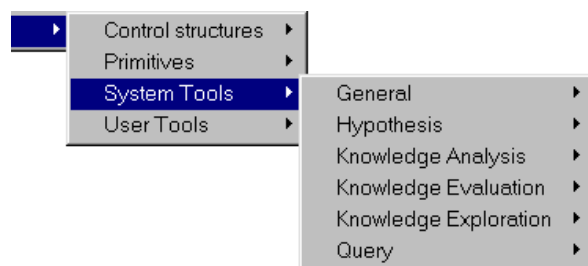 Control structures
Primitives
System Tools
User Tools
General
Hypothesis
Knowledge Analysis
Knowledge Evaluation
Knowledge Exploration
Query